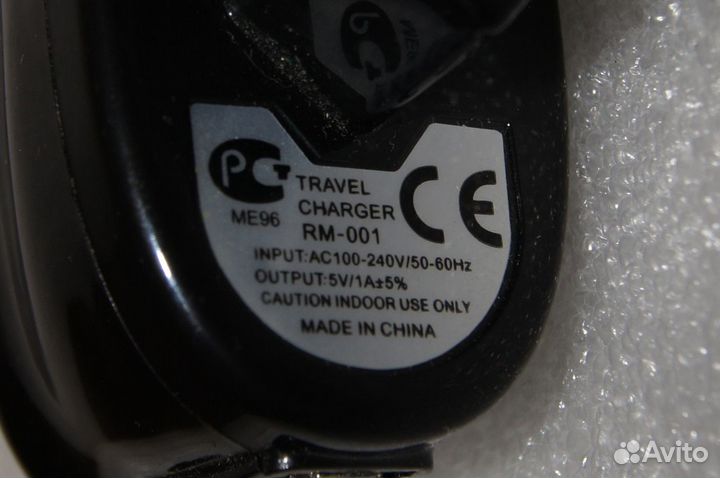 PCT
ME96
TRAVEL
CHARGER
RM-001
CE
INPUT:AC100-240V/50-60Hz
OUTPUT:5V/1A±5%
CAUTION INDOOR USE ONLY
MADE IN CHINA
Avito